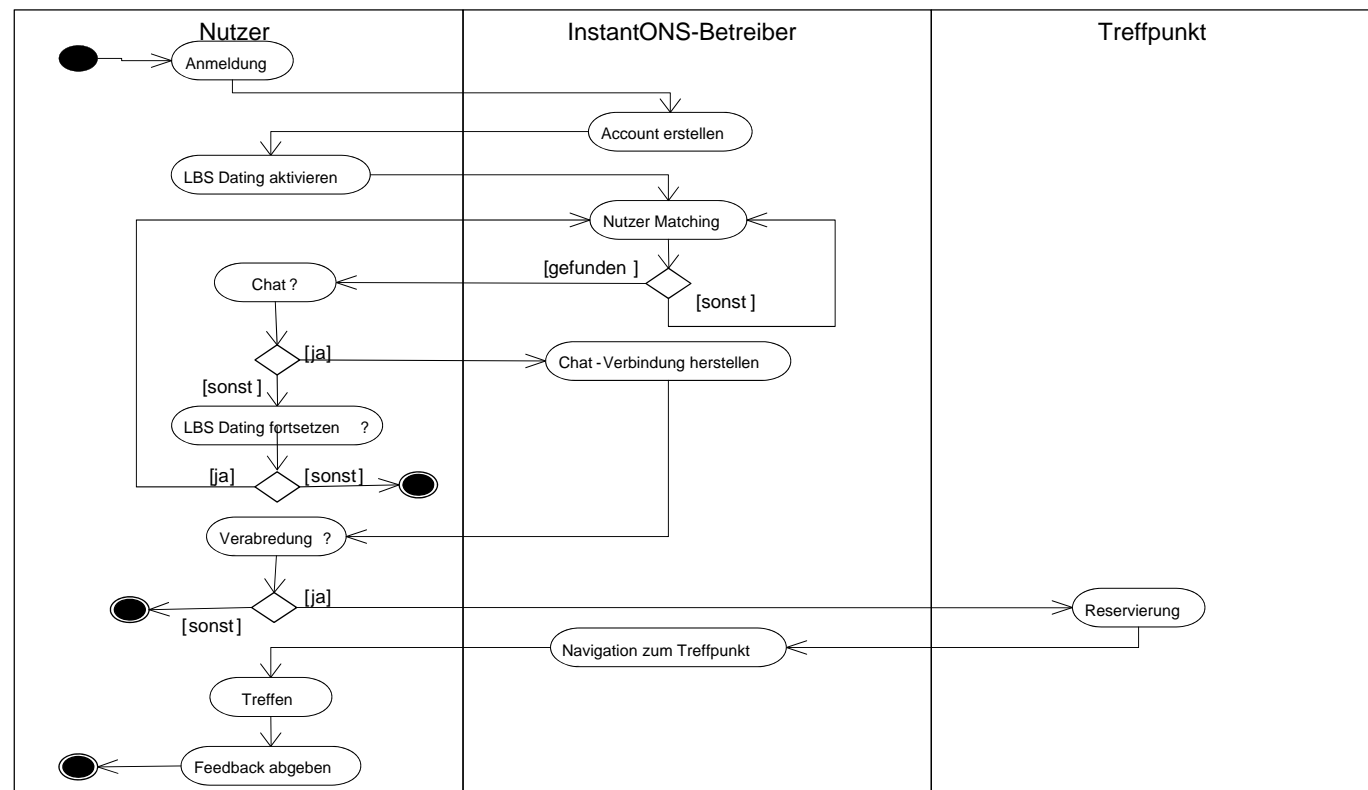 Nutzer
InstantONS-Betreiber
Treffpunkt
Anmeldung
Account erstellen
LBS Dating aktivieren
Nutzer Matching
[gefunden ]
Chat ?
[sonst ]
[ja]
Chat -Verbindung herstellen
[sonst ]
LBS Dating fortsetzen ?
[ja]
[sonst]
Verabredung ?
[ja]
Reservierung
[sonst]
Navigation zum Treffpunkt
Treffen
Feedback abgeben